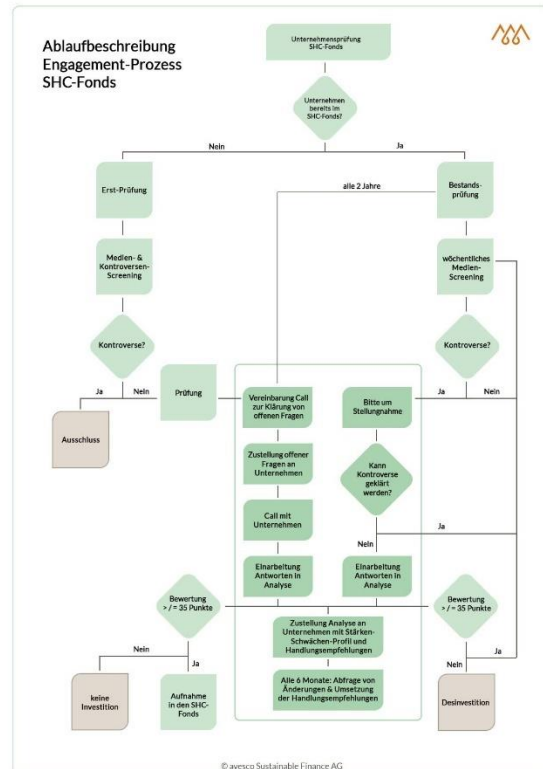 Ablaufbeschreibung
Engagement-Prozess
SHC-Fonds
Unternehmensprüfung
SHC-Fonds
Unternehmen
bereits im
SHC-Fonds?
Nein
Ja
Erst-Prüfung
alle 2 Jahre
Bestands-
prüfung
Medien- &
Kontroversen-
Screening
wöchentliches
Medien-
Screening
Kontroverse?
Kontroverse?
Ja
Nein
Prüfung
Vereinbarung Call
zur Klärung von
offenen Fragen
Bitte um
Stellungnahme
Ja
Nein
Ausschluss
Zustellung offener
Fragen an
Unternehmen
Kann
Kontroverse
geklärt
werden?
Call mit
Unternehmen
Ja
Nein
Einarbeitung
Antworten in
Analyse
Einarbeitung
Antworten in
Analyse
Bewertung
> / = 35 Punkte
Bewertung
> / = 35 Punkte
Zustellung Analyse an
Unternehmen mit Stärken-
Schwächen-Profil und
Handlungsempfehlungen
Nein
Ja
Nein
Ja
keine
Investition
Aufnahme
in den SHC-
Fonds
Alle 6 Monate: Abfrage von
Änderungen & Umsetzung
der Handlungsempfehlungen
Desinvestition
© avesco Sustainable Finance AG